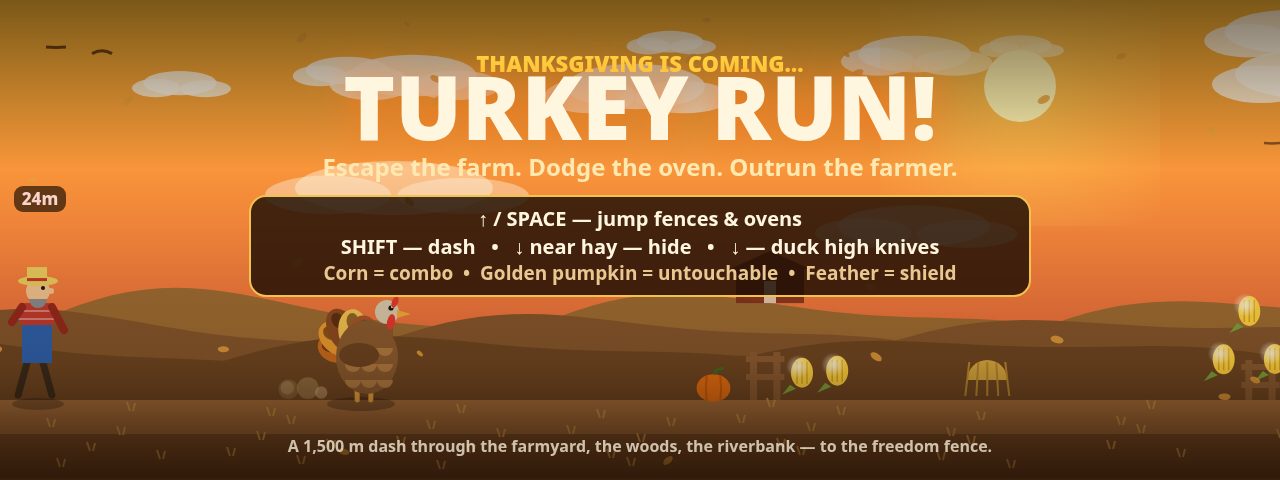 THANKSGIVING IS COMING...
TURKEY RUN!
Escape the farm. Dodge the oven. Outrun the farmer.
24m
↑ / SPACE — jump fences & ovens
SHIFT — dash • ↓ near hay — hide • ↓ — duck high knives
Corn = combo • Golden pumpkin = untouchable • Feather = shield
A 1,500 m dash through the farmyard, the woods, the riverbank — to the freedom fence.